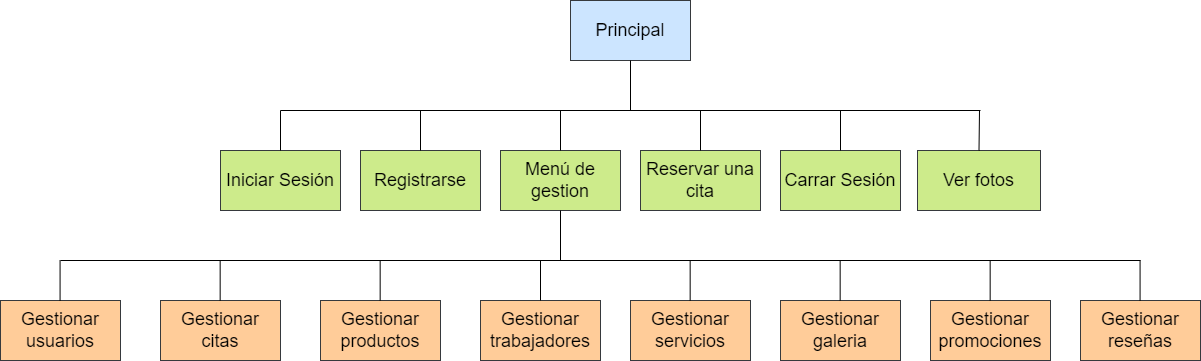 Principal
Iniciar Sesión
Registrarse
Menú de
gestion
Reservar una
cita
Carrar Sesión
Ver fotos
Gestionar
usuarios
Gestionar
citas
Gestionar
productos
Gestionar
trabajadores
Gestionar
servicios
Gestionar
galeria
Gestionar
promociones
Gestionar
reseñas